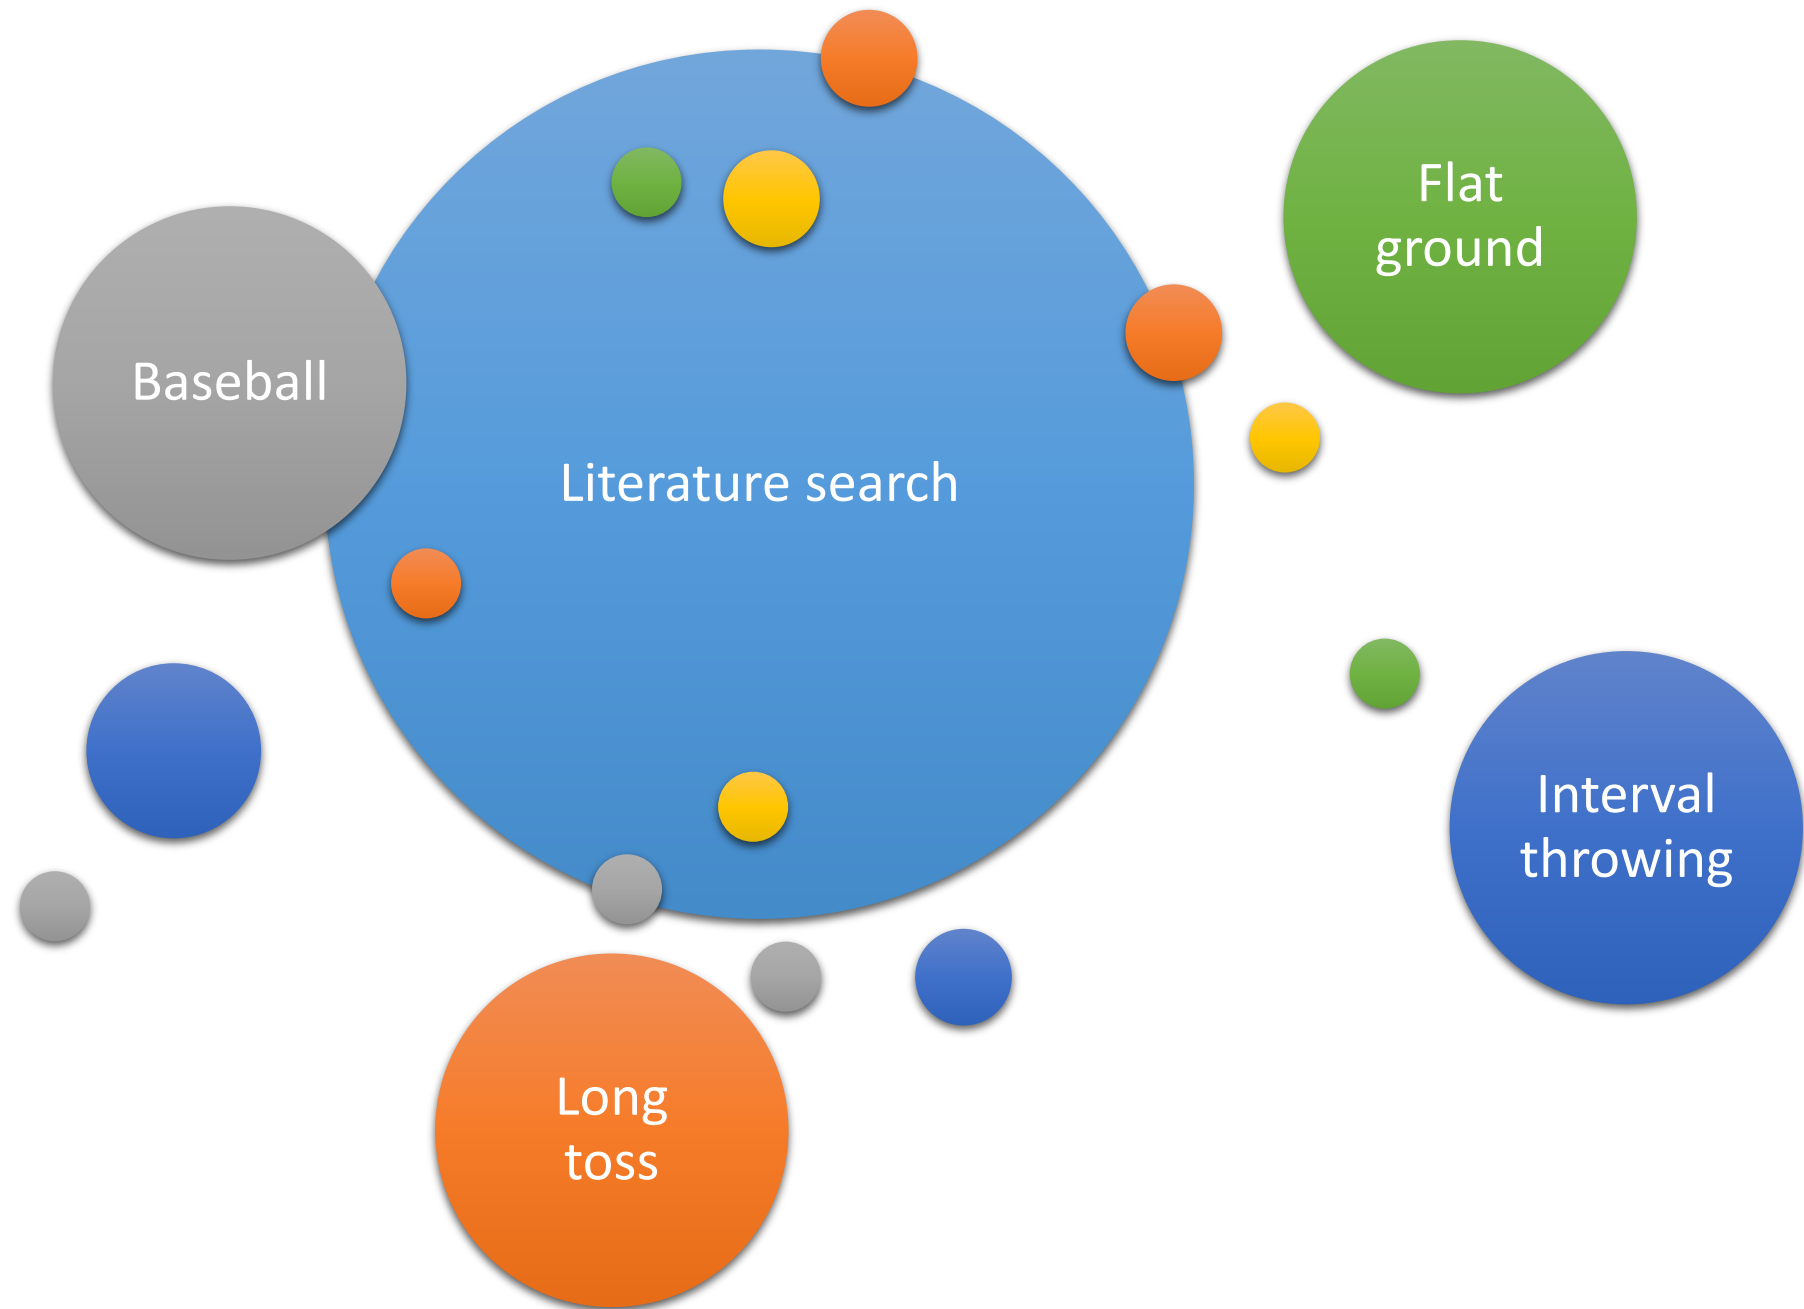 Flat
ground
Baseball
Literature search
Interval
throwing
Long
toss